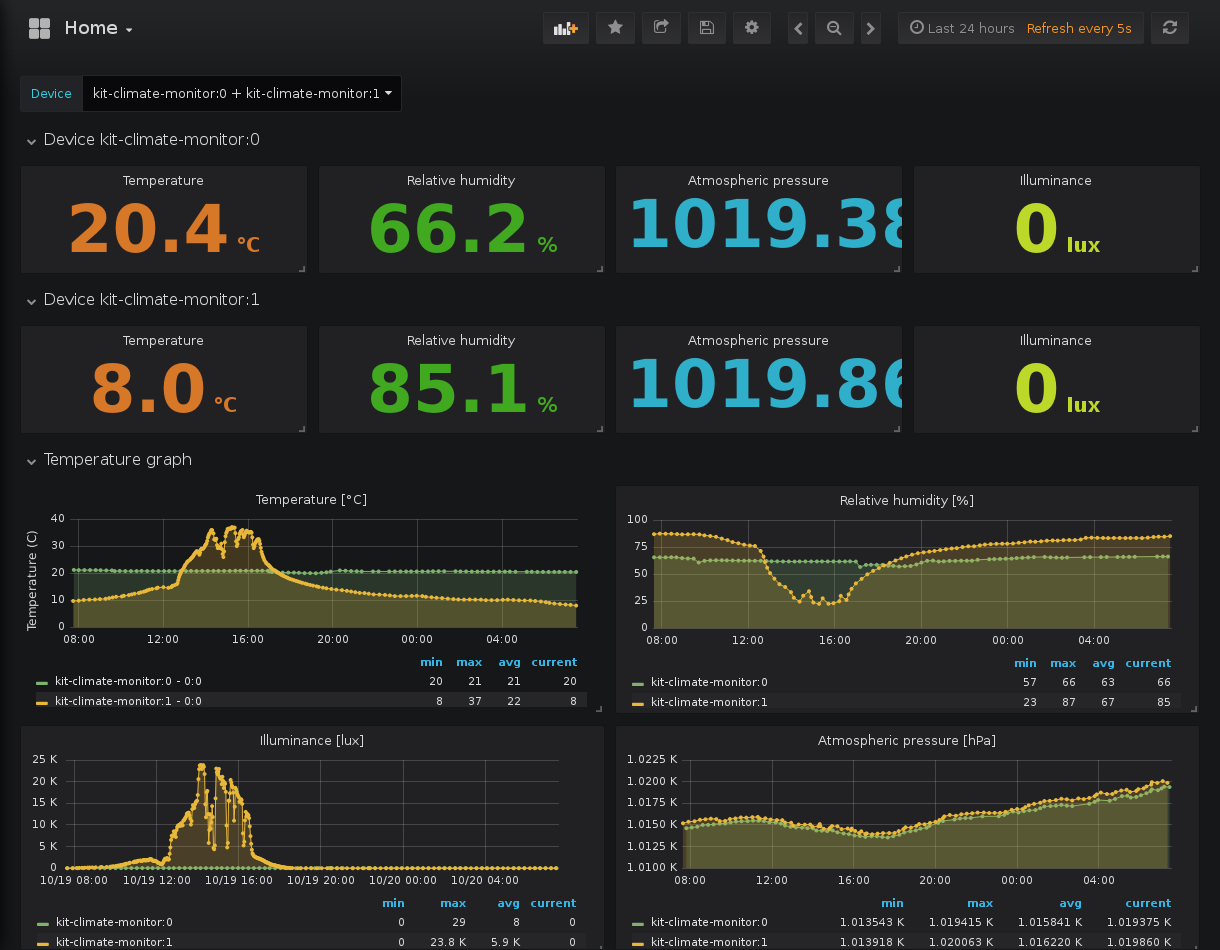 Home
Last 24 hours Refresh every 5s
Device kit-climate-monitor:0 + kit-climate-monitor:1
Device kit-climate-monitor:0
Temperature Relative humidity Atmospheric pressure Illuminance
20.4 °C 66.2 % 1019.38 0 lux
Device kit-climate-monitor:1
Temperature Relative humidity Atmospheric pressure Illuminance
8.0 °C 85.1 % 1019.86 0 lux
Temperature graph
Temperature [°C]
Temperature (C)
40
30
20
10
0
08:00 12:00 16:00 20:00 00:00 04:00
min max avg current
kit-climate-monitor:0 - 0:0 20 21 21 20
kit-climate-monitor:1 - 0:0 8 37 22 8
Relative humidity [%]
100
75
50
25
0
08:00 12:00 16:00 20:00 00:00 04:00
min max avg current
kit-climate-monitor:0 57 66 63 66
kit-climate-monitor:1 23 87 67 85
Illuminance [lux]
25 K
20 K
15 K
10 K
5 K
0
10/19 08:00 10/19 12:00 10/19 16:00 10/19 20:00 10/20 00:00 10/20 04:00
min max avg current
kit-climate-monitor:0 0 29 8 0
kit-climate-monitor:1 0 23.8 K 5.9 K 0
Atmospheric pressure [hPa]
1.0225 K
1.0200 K
1.0175 K
1.0150 K
1.0125 K
1.0100 K
08:00 12:00 16:00 20:00 00:00 04:00
min max avg current
kit-climate-monitor:0 1.013543 K 1.019415 K 1.015841 K 1.019375 K
kit-climate-monitor:1 1.013918 K 1.020063 K 1.016220 K 1.019860 K